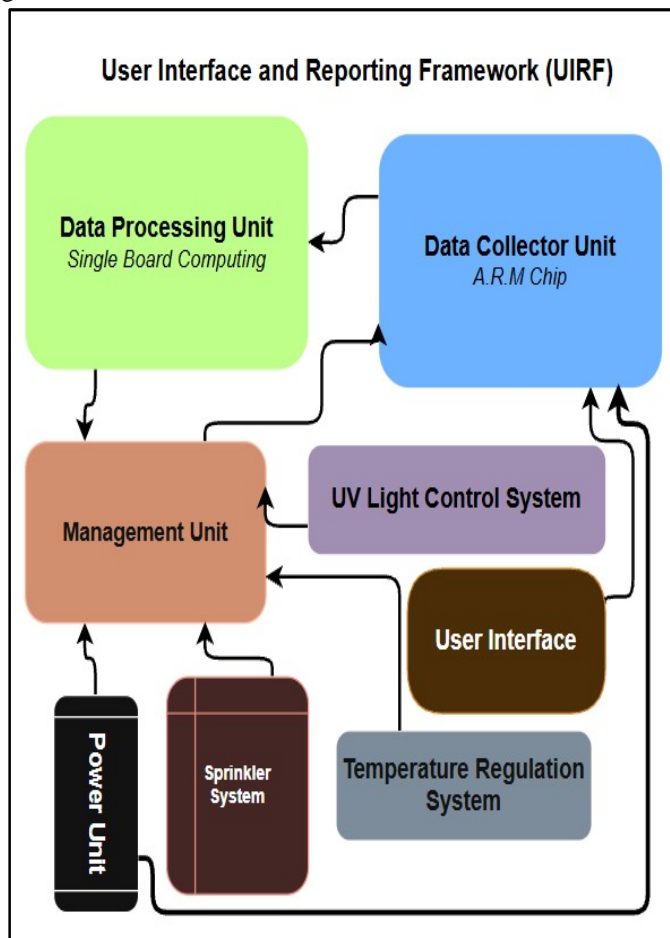 User Interface and Reporting Framework (UIRF)
Data Processing Unit
Single Board Computing
Data Collector Unit
A.R.M Chip
UV Light Control System
Management Unit
User Interface
Power Unit
Sprinkler
System
Temperature Regulation
System